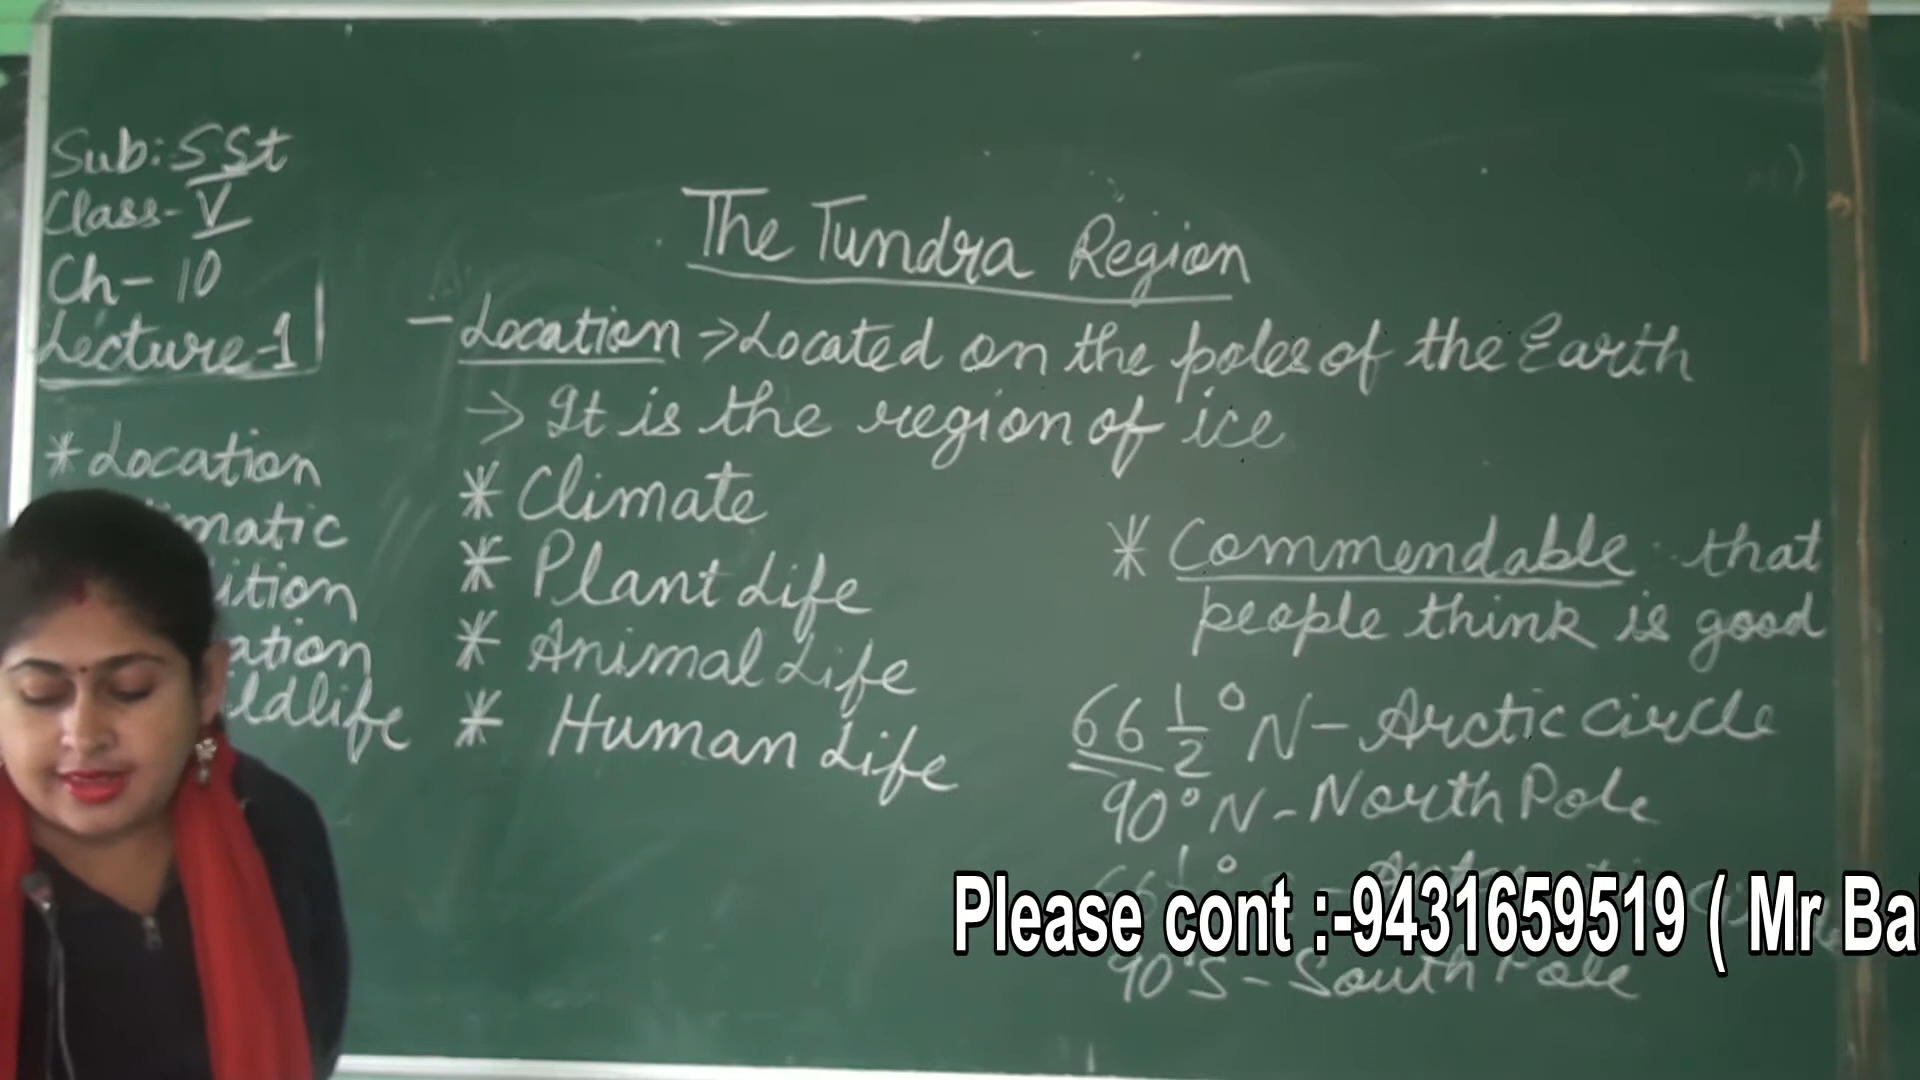 Sub: SSt
Class- V
Ch- 10
Lecture-1
* Location
matic
ition
ation
ildlife
The Tundra Region
- Location → Located on the poles of the Earth
→ It is the region of ice
* Climate
* Plant Life
* Animal Life
* Human Life
* Commendable that
people think is good
66 1/2° N - Arctic circle
90° N - North Pole
90° S - South Pole
Please cont :-9431659519 ( Mr Ba